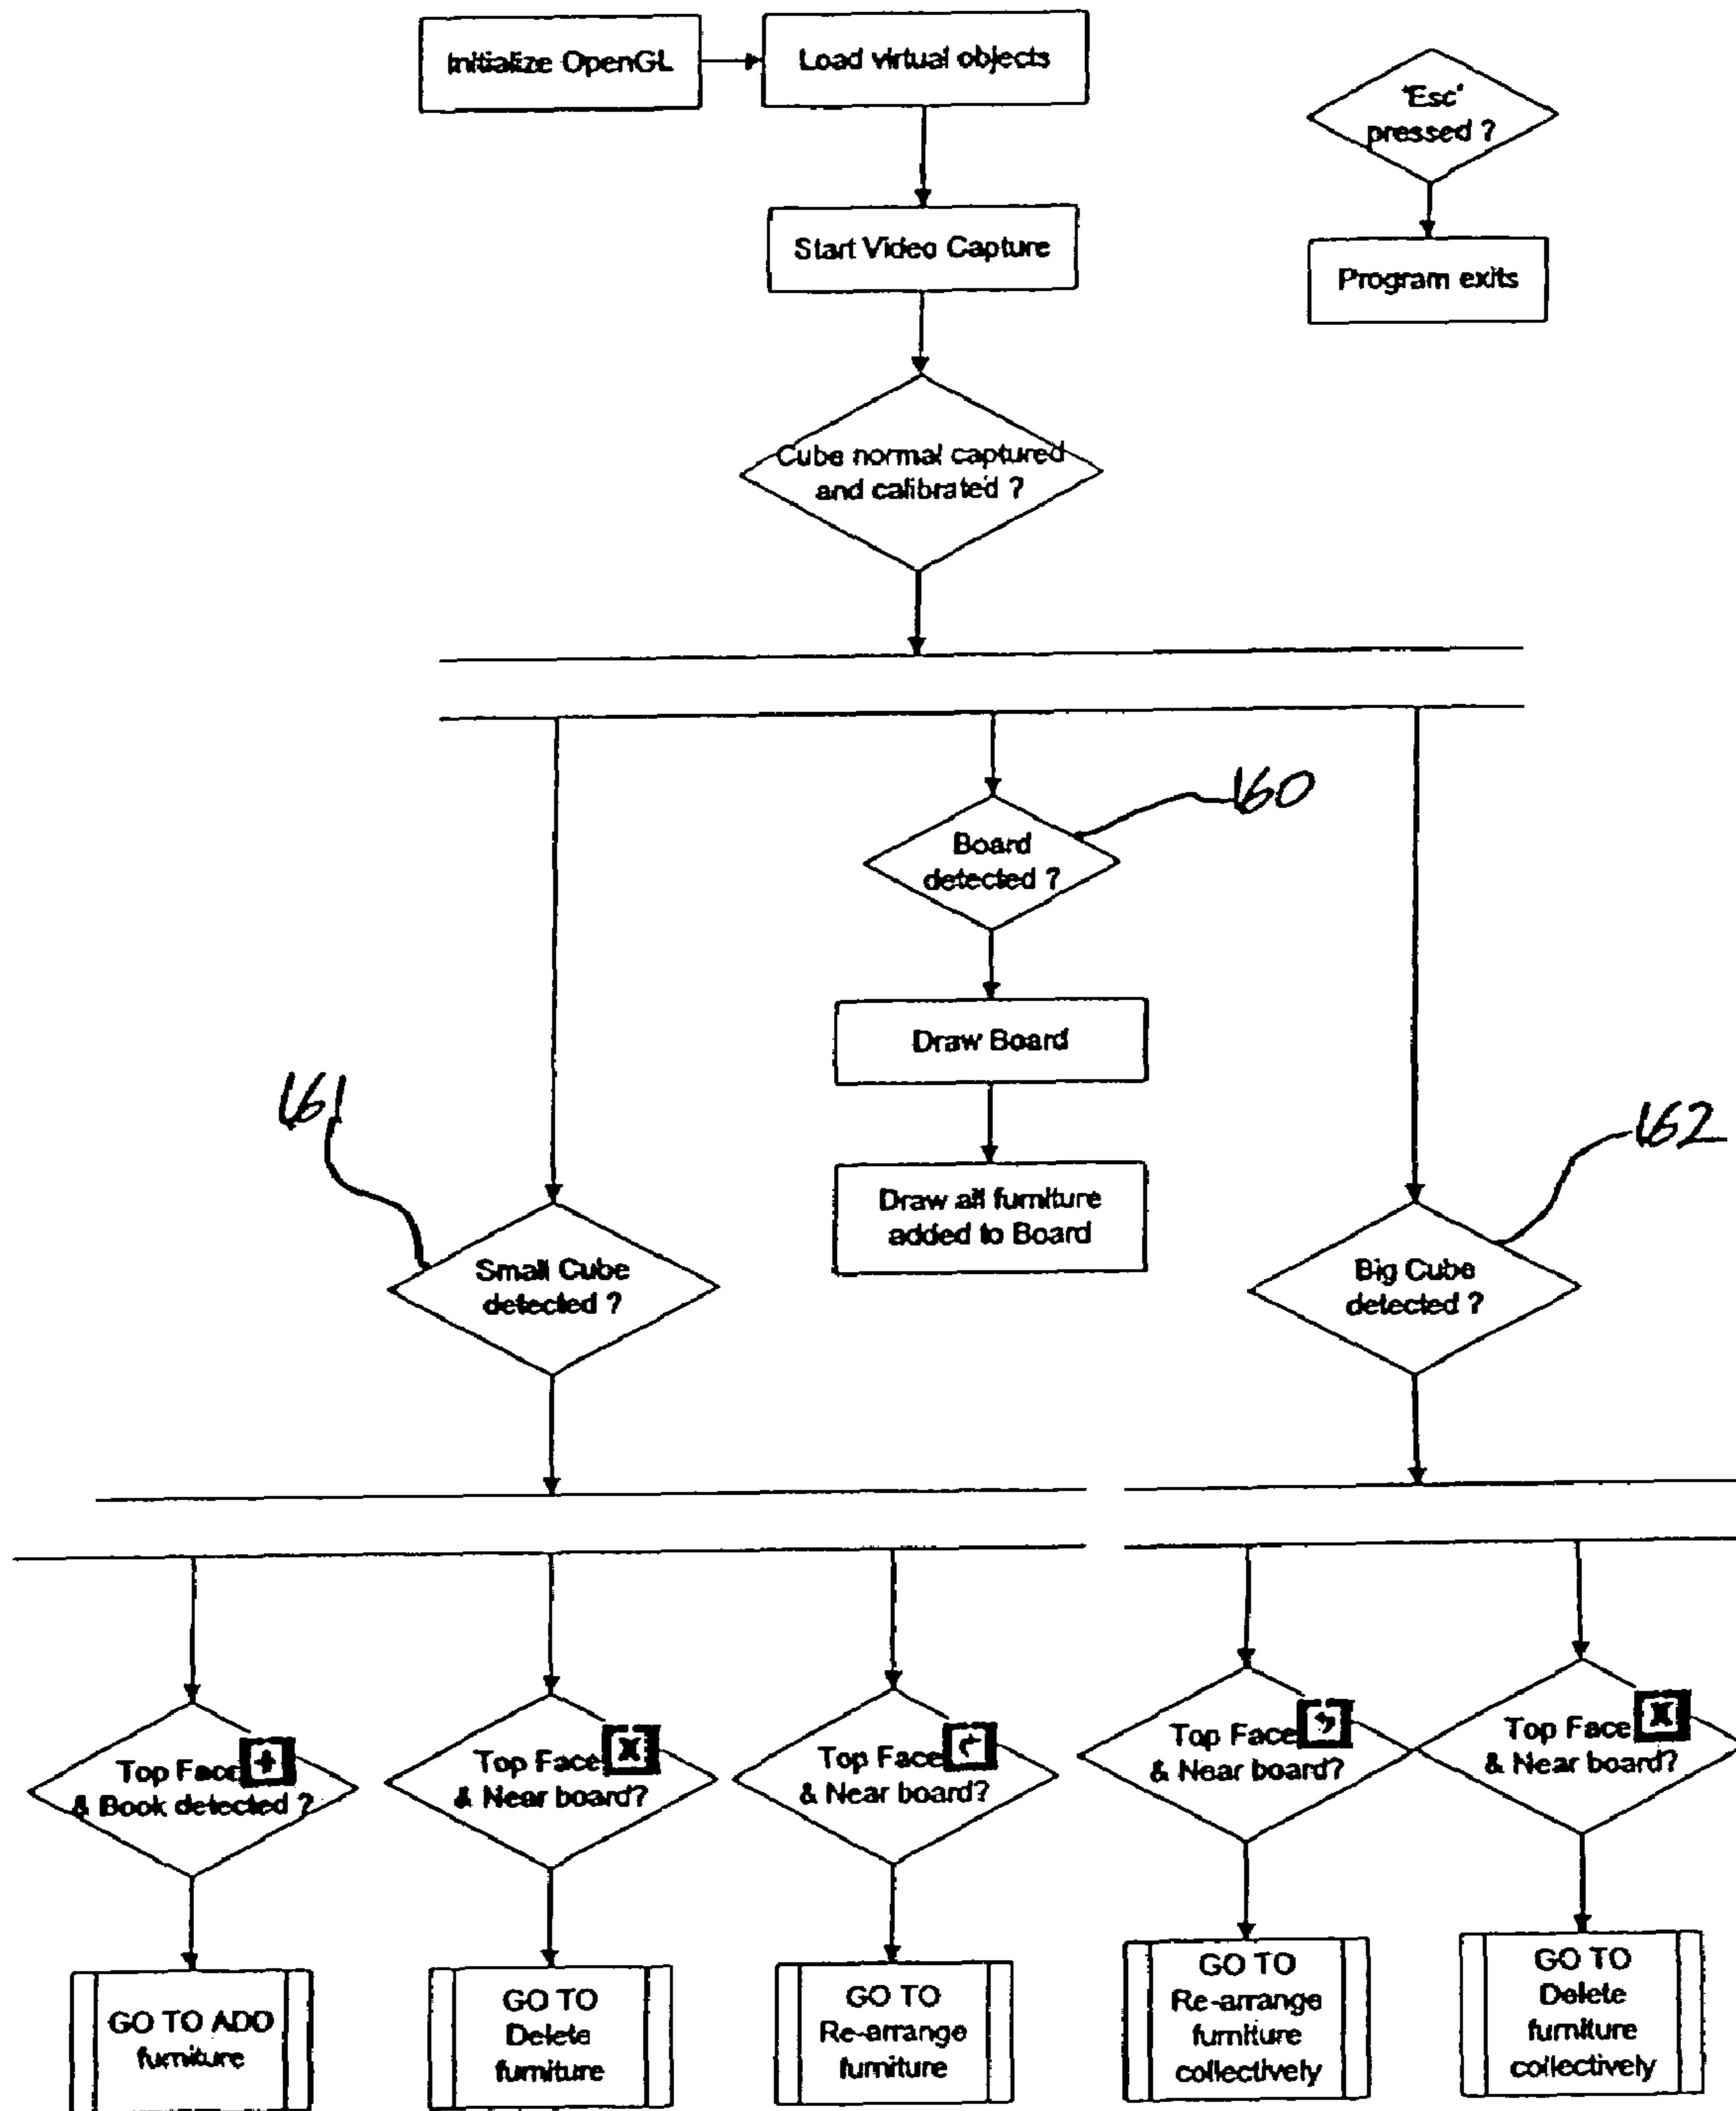 Initialize OpenGL
Load virtual objects
'Esc'
pressed ?
Start Video Capture
Program exits
Cube normal captured
and calibrated ?
160
Board
detected ?
Draw Board
161
162
Draw all furniture
added to Board
Small Cube
detected ?
Big Cube
detected ?
Top Face +
& Book detected ?
Top Face X
& Near board?
Top Face
& Near board?
Top Face
& Near board?
Top Face X
& Near board?
GO TO ADD
furniture
GO TO
Delete
furniture
GO TO
Re-arrange
furniture
GO TO
Re-arrange
furniture
collectively
GO TO
Delete
furniture
collectively